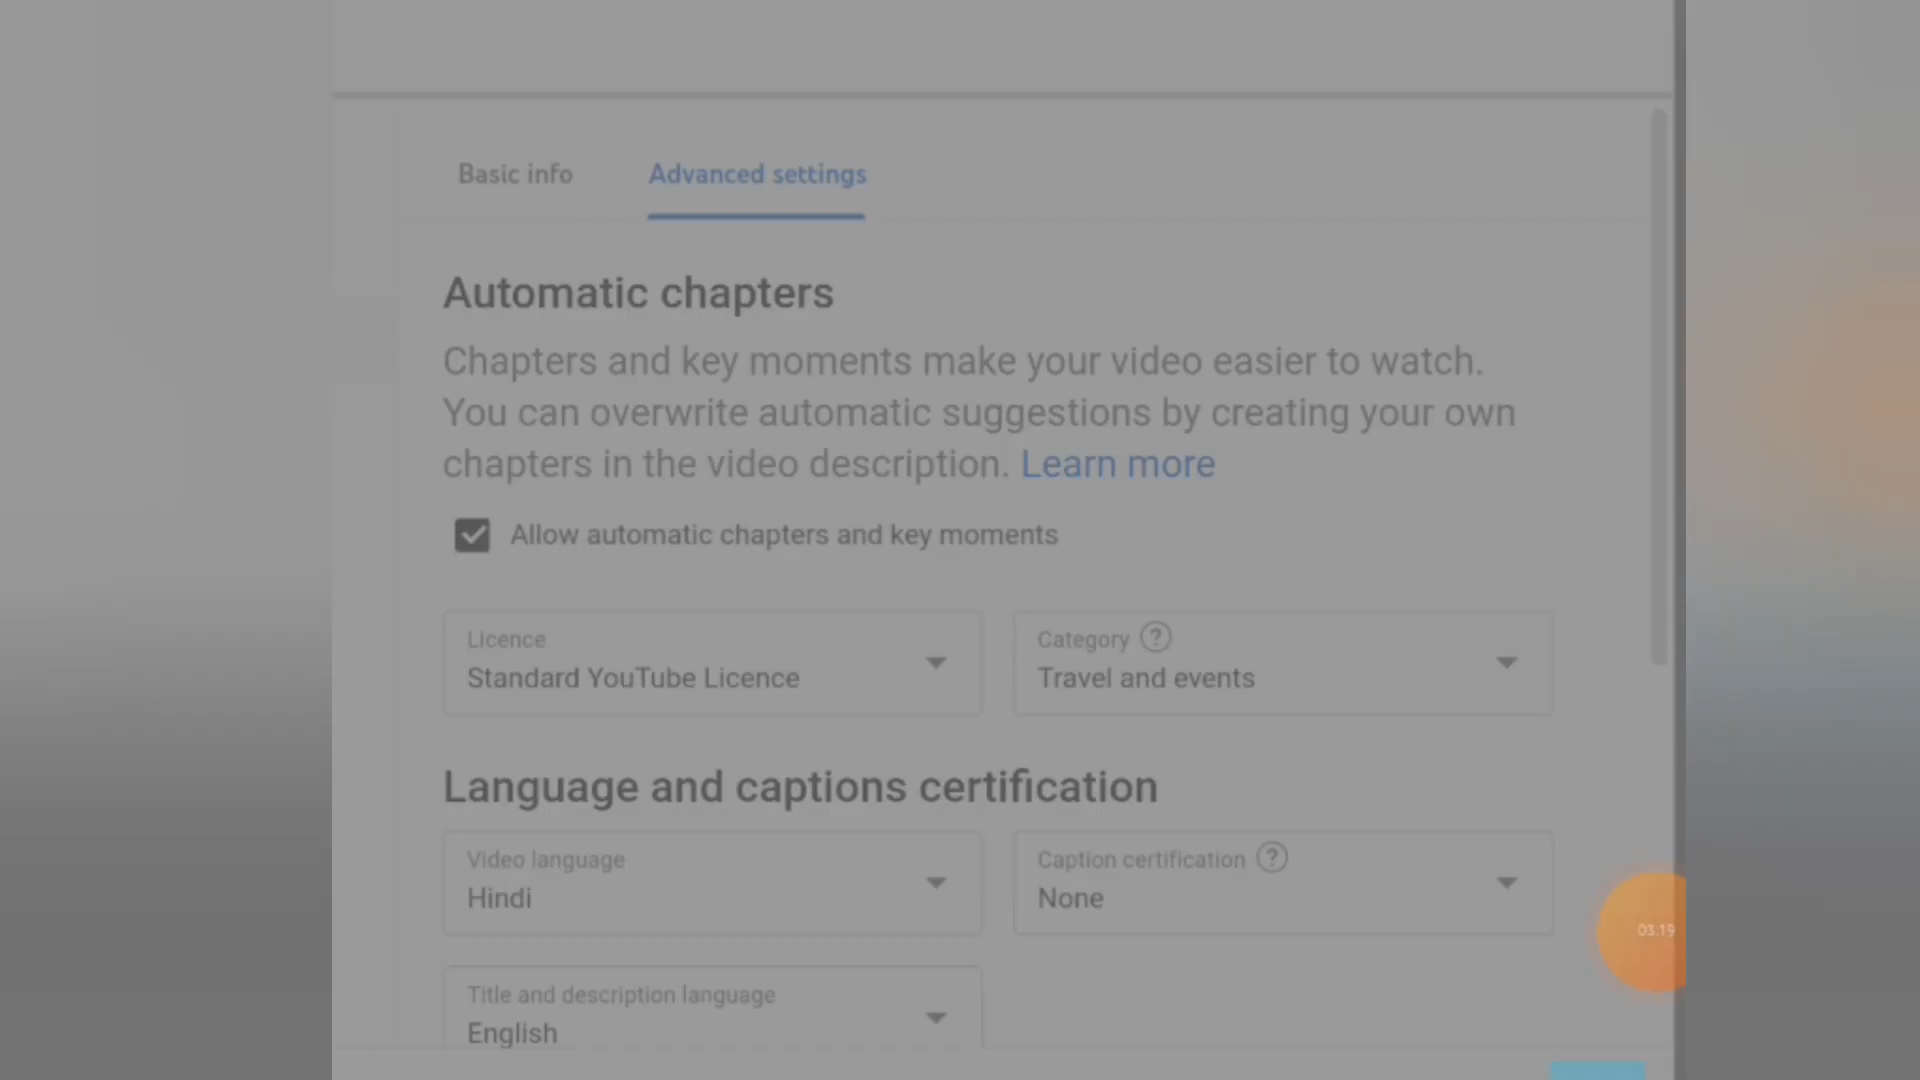 Basic info
Advanced settings
Automatic chapters
Chapters and key moments make your video easier to watch.
You can overwrite automatic suggestions by creating your own
chapters in the video description. Learn more
Allow automatic chapters and key moments
Licence
Standard YouTube Licence
Category
Travel and events
Language and captions certification
Video language
Hindi
Caption certification
None
03:19
Title and description language
English